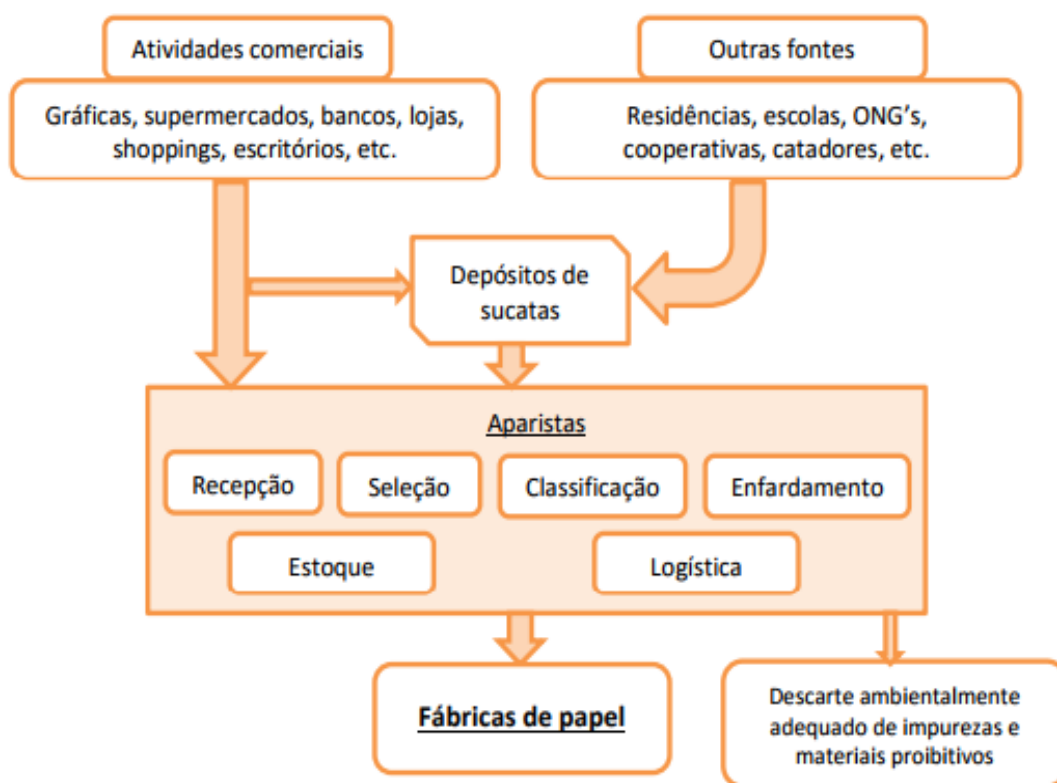 Atividades comerciais
Gráficas, supermercados, bancos, lojas,
shoppings, escritórios, etc.
Outras fontes
Residências, escolas, ONG's,
cooperativas, catadores, etc.
Depósitos de
sucatas
Aparistas
Recepção
Seleção
Classificação
Enfardamento
Estoque
Logística
Fábricas de papel
Descarte ambientalmente
adequado de impurezas e
materiais proibitivos